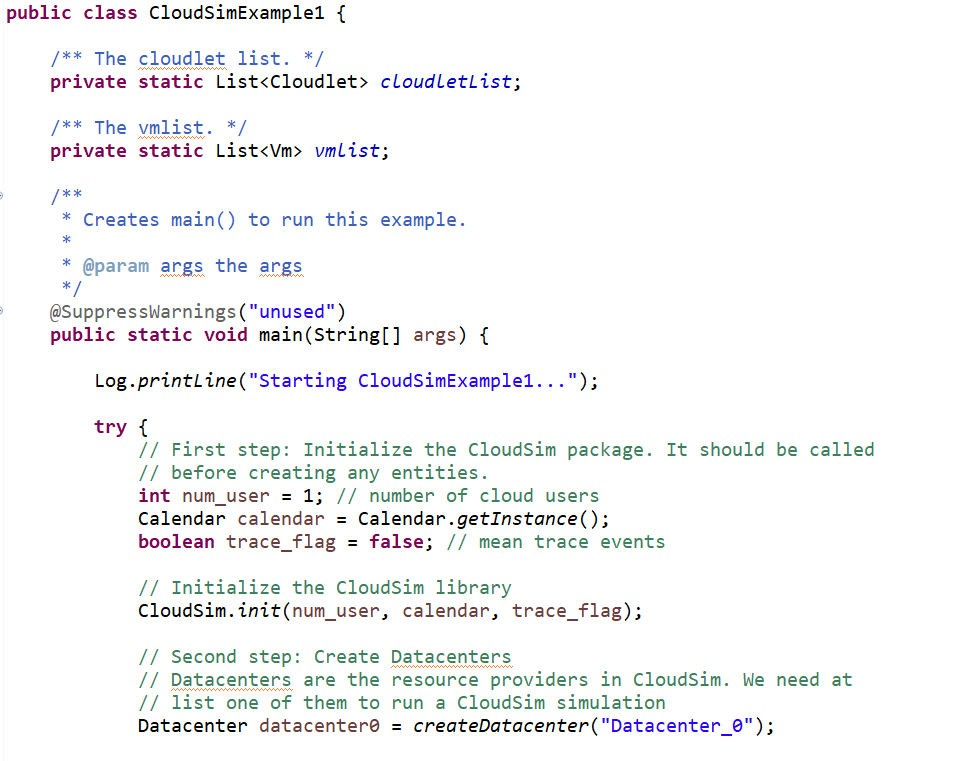 public class CloudSimExample1 {
/** The cloudlet list. */
private static List<Cloudlet> cloudletList;
/** The vmlist. */
private static List<Vm> vmlist;
/**
* Creates main() to run this example.
*
* @param args the args
*/
@SuppressWarnings("unused")
public static void main(String[] args) {
Log.printLine("Starting CloudSimExample1...");
try {
// First step: Initialize the CloudSim package. It should be called
// before creating any entities.
int num_user = 1; // number of cloud users
Calendar calendar = Calendar.getInstance();
boolean trace_flag = false; // mean trace events
// Initialize the CloudSim library
CloudSim.init(num_user, calendar, trace_flag);
// Second step: Create Datacenters
// Datacenters are the resource providers in CloudSim. We need at
// list one of them to run a CloudSim simulation
Datacenter datacenter0 = createDatacenter("Datacenter_0");